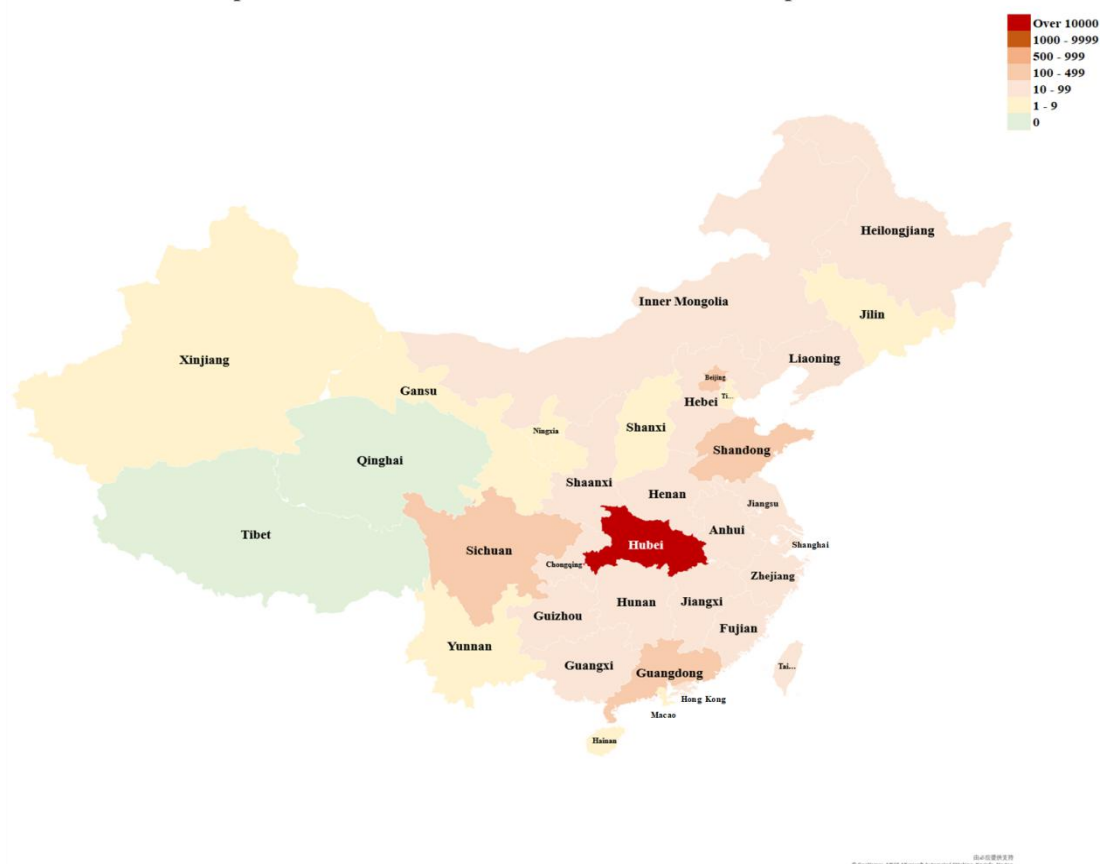 Over 10000
1000 - 9999
500 - 999
100 - 499
10 - 99
1 - 9
0
Heilongjiang
Inner Mongolia
Jilin
Liaoning
Xinjiang
Beijing
Gansu
Hebei
Ti...
Ningxia
Shanxi
Shandong
Qinghai
Shaanxi
Henan
Jiangsu
Tibet
Anhui
Sichuan
Hubei
Shanghai
Chongqing
Zhejiang
Hunan
Jiangxi
Guizhou
Fujian
Yunnan
Guangxi
Guangdong
Tai...
Hong Kong
Macao
Hainan